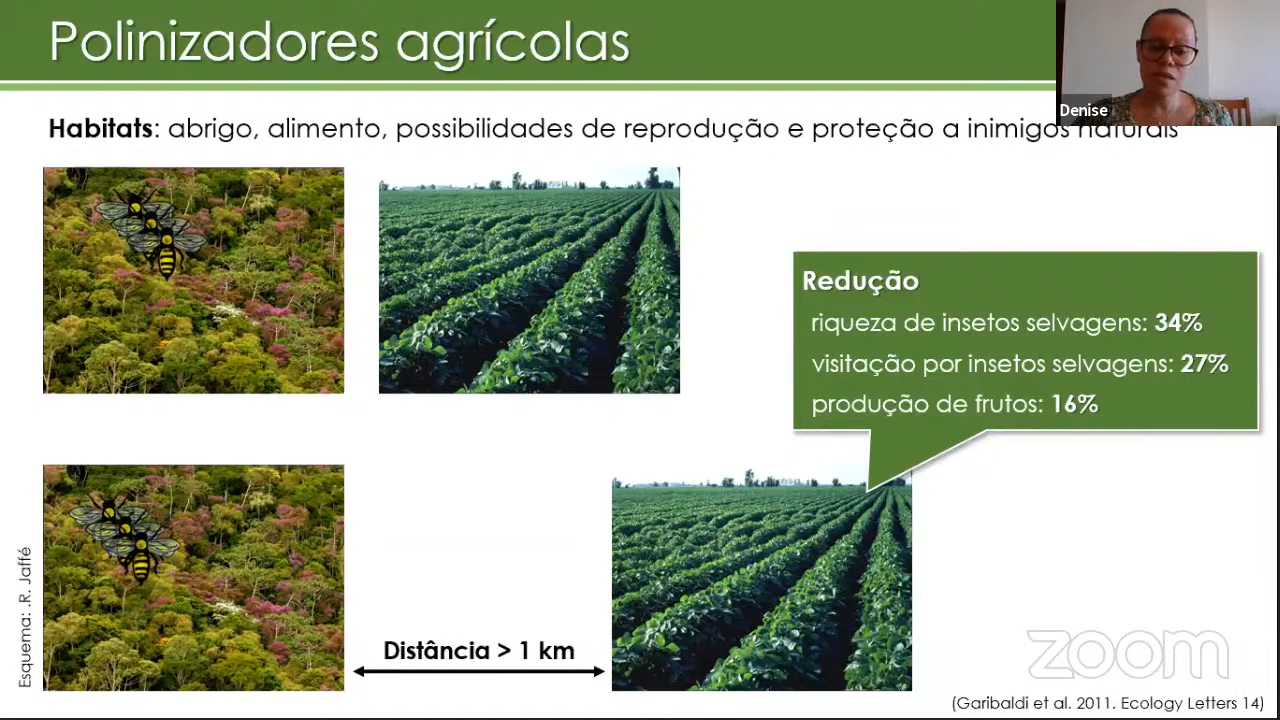 Polinizadores agrícolas
Denise
Habitats: abrigo, alimento, possibilidades de reprodução e proteção a inimigos naturais
Redução
riqueza de insetos selvagens: 34%
visitação por insetos selvagens: 27%
produção de frutos: 16%
Esquema: .R. Jaffé
Distância > 1 km
zoom
(Garibaldi et al. 2011. Ecology Letters 14)